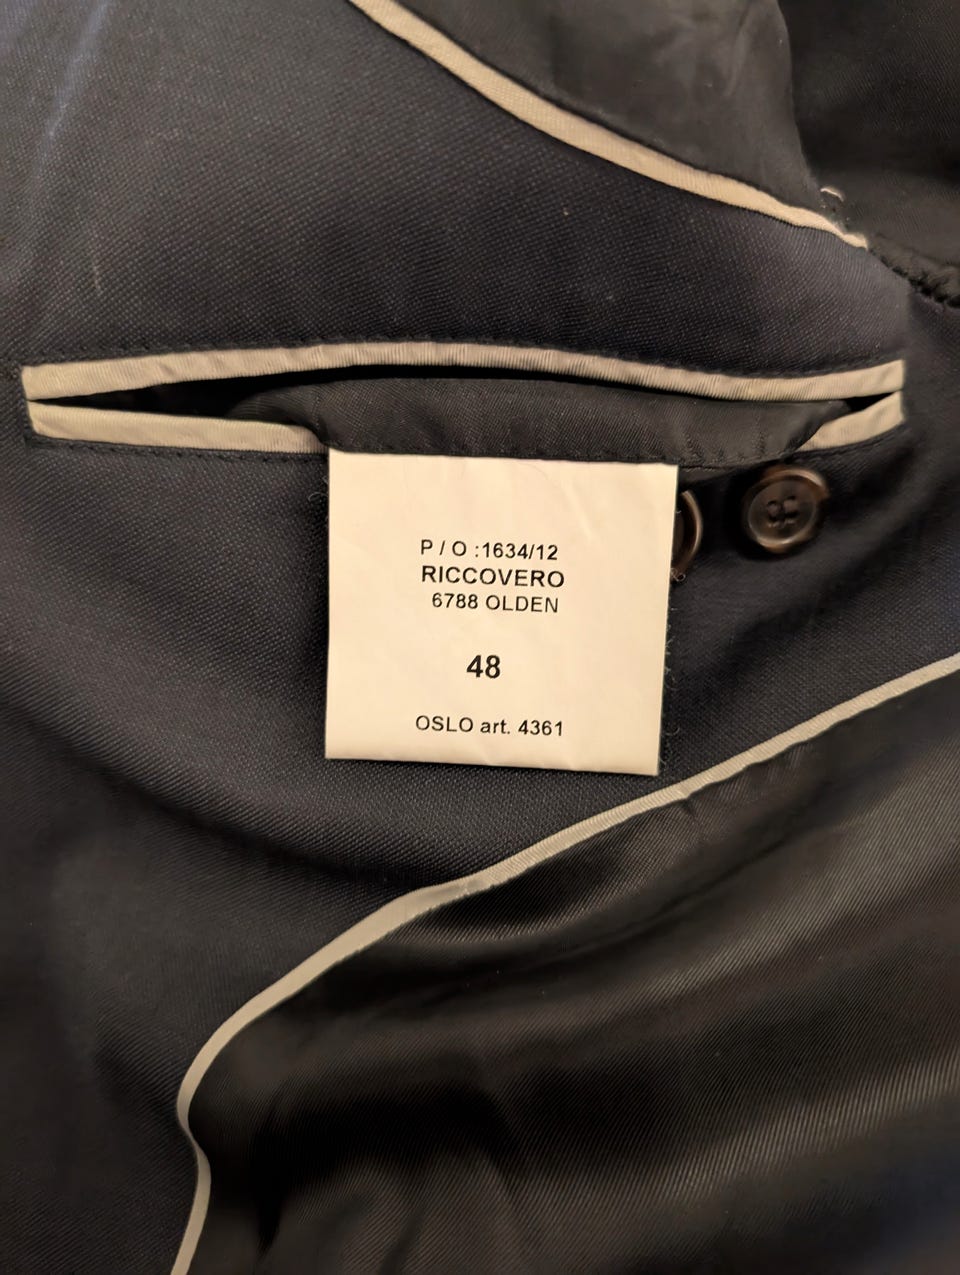 P / O :1634/12
RICCOVERO
6788 OLDEN
48
OSLO art. 4361